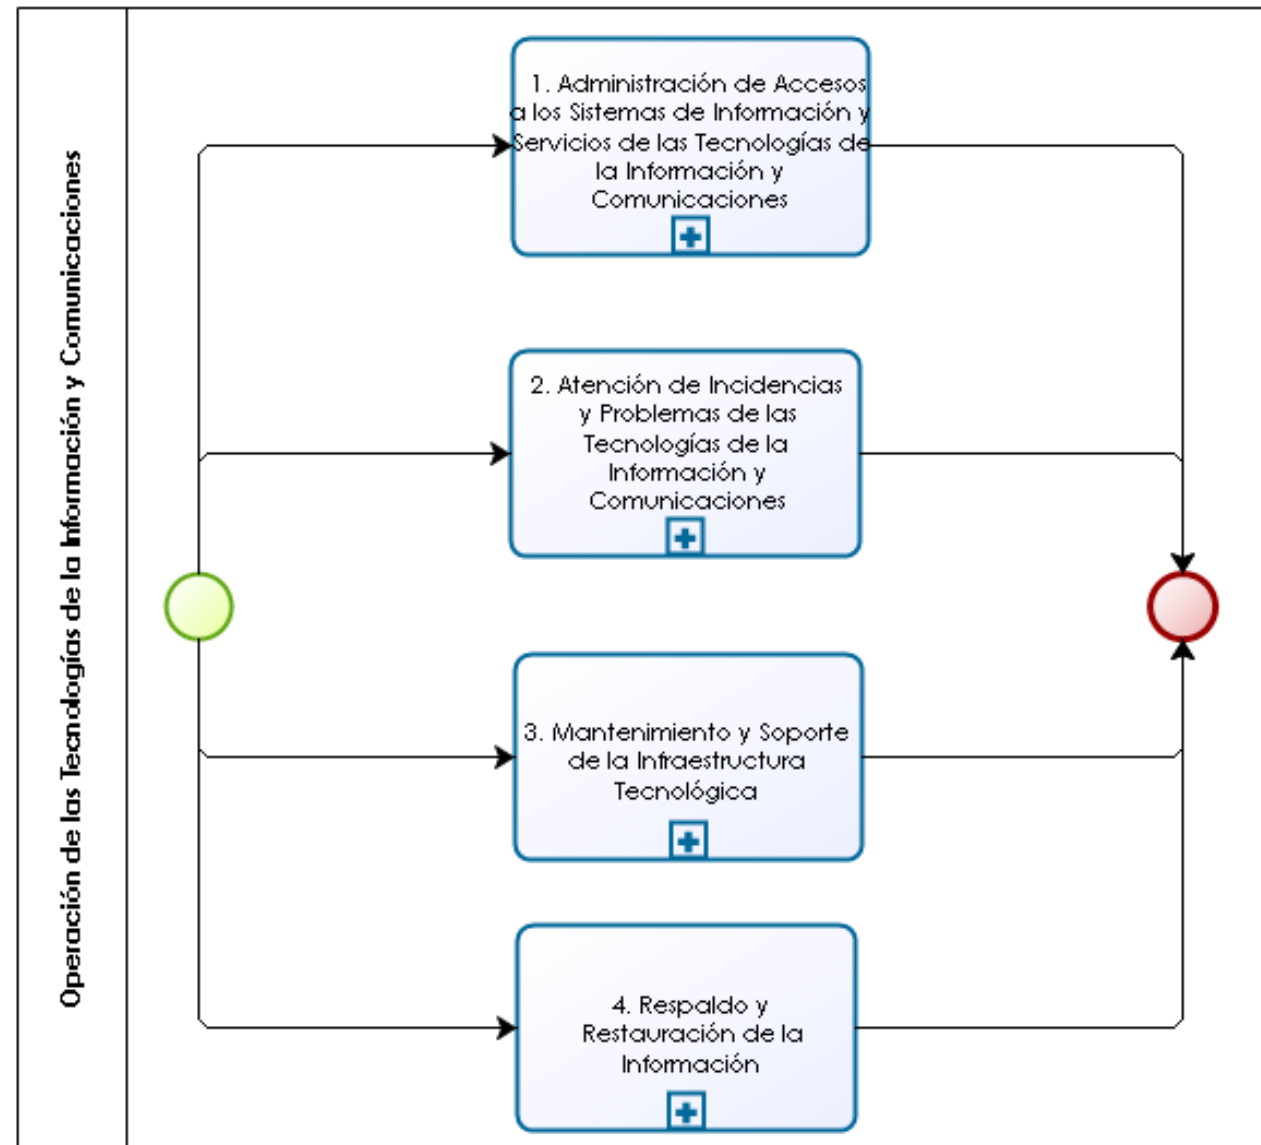 Operación de las Tecnologías de la Información y Comunicaciones
1. Administración de Accesos
a los Sistemas de Información y
Servicios de las Tecnologías de
la Información y
Comunicaciones
2. Atención de Incidencias
y Problemas de las
Tecnologías de la
Información y
Comunicaciones
3. Mantenimiento y Soporte
de la Infraestructura
Tecnológica
4. Respaldo y
Restauración de la
Información